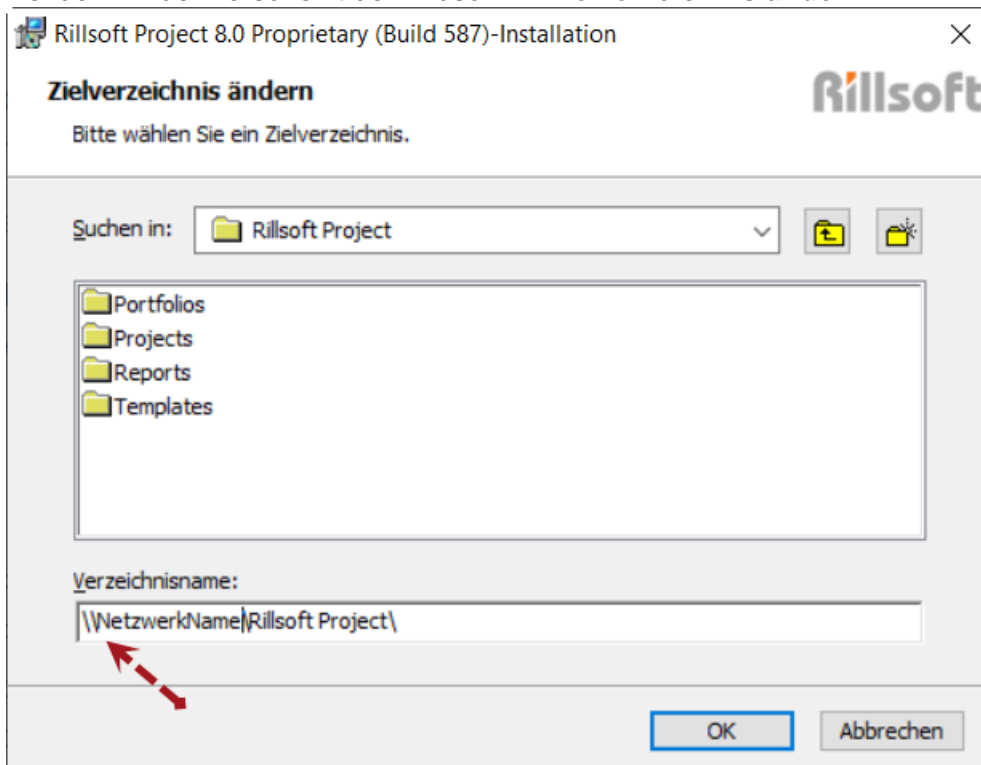 Rillsoft Project 8.0 Proprietary (Build 587)-Installation
Zielverzeichnis ändern
Rillsoft
Bitte wählen Sie ein Zielverzeichnis.
Suchen in: Rillsoft Project
Portfolios
Projects
Reports
Templates
Verzeichnisname:
\\NetzwerkName\Rillsoft Project\
OK Abbrechen